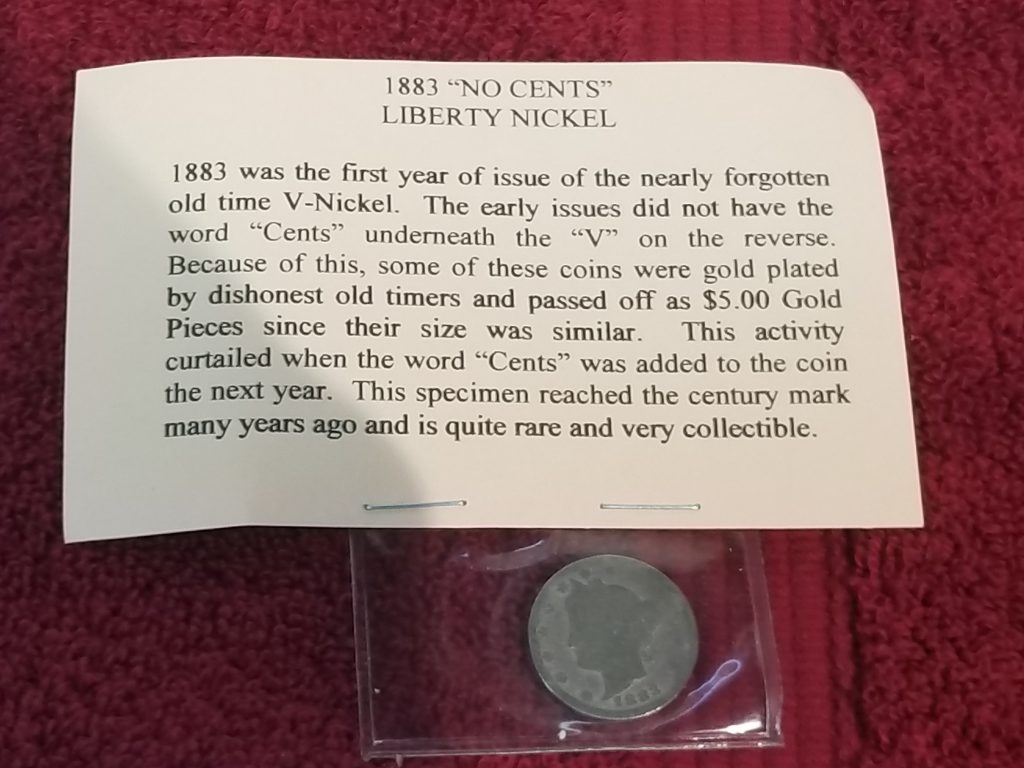 1883 “NO CENTS”
LIBERTY NICKEL
1883 was the first year of issue of the nearly forgotten
old time V-Nickel. The early issues did not have the
word “Cents” underneath the “V” on the reverse.
Because of this, some of these coins were gold plated
by dishonest old timers and passed off as $5.00 Gold
Pieces since their size was similar. This activity
curtailed when the word “Cents” was added to the coin
the next year. This specimen reached the century mark
many years ago and is quite rare and very collectible.